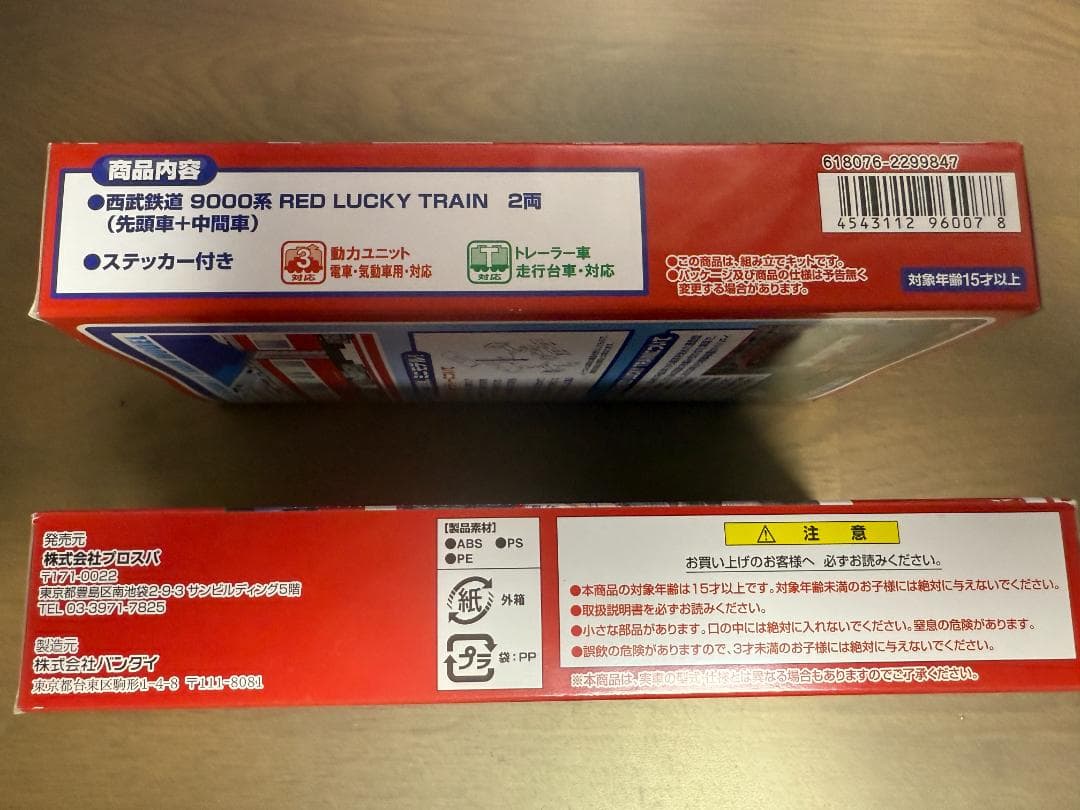 商品内容
●西武鉄道 9000系 RED LUCKY TRAIN 2両
(先頭車＋中間車)
●ステッカー付き
3 対応
動力ユニット
電車・気動車用・対応
T 対応
トレーラー車
走行台車・対応
618076-2299847
4543112 96007 8
●この商品は、組み立てキットです。
●パッケージ及び商品の仕様は予告無く
変更する場合があります。
対象年齢15才以上
発売元
株式会社プロスパ
〒171-0022
東京都豊島区南池袋2-9-3 サンビルディング5階
TEL 03-3971-7825
製造元
株式会社バンダイ
東京都台東区駒形1-4-8 〒111-8081
【製品素材】
●ABS ●PS
●PE
紙 外箱
プラ 袋：PP
⚠ 注 意
お買い上げのお客様へ 必ずお読みください。
●本商品の対象年齢は15才以上です。対象年齢未満のお子様には絶対に与えないでください。
●取扱説明書を必ずお読みください。
●小さな部品があります。口の中には絶対に入れないでください。窒息の危険があります。
●誤飲の危険がありますので、3才未満のお子様には絶対に与えないでください。
※本商品は、実車の型式・仕様とは異なる場合もありますのでご了承ください。